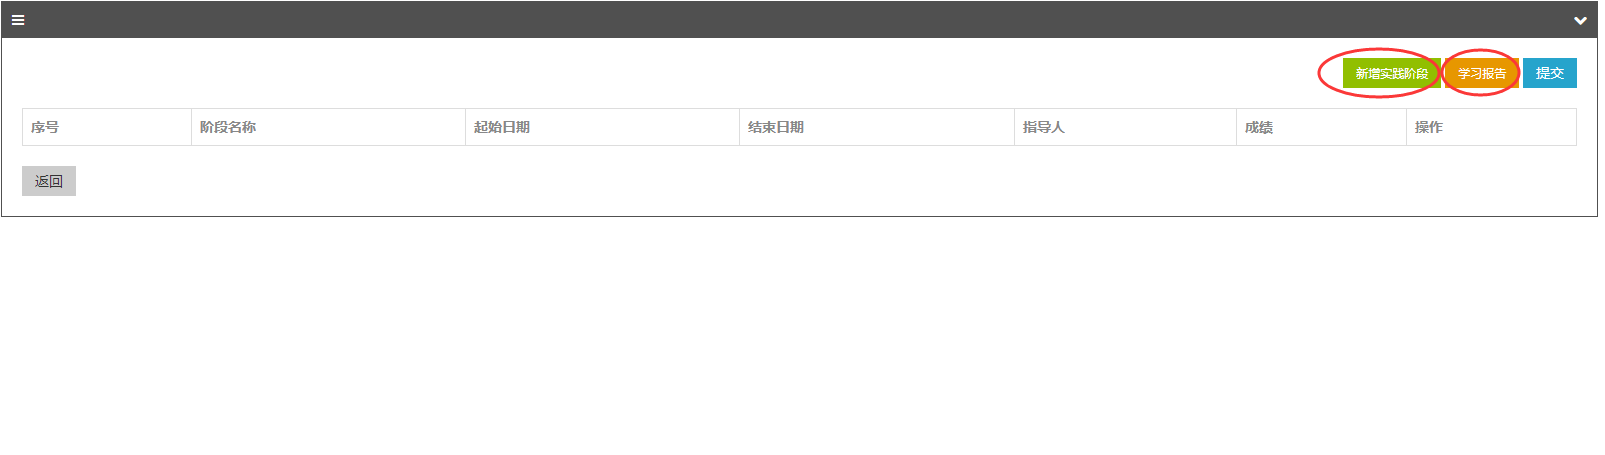 新增实践阶段 学习报告 提交
序号 阶段名称 起始日期 结束日期 指导人 成绩 操作
返回